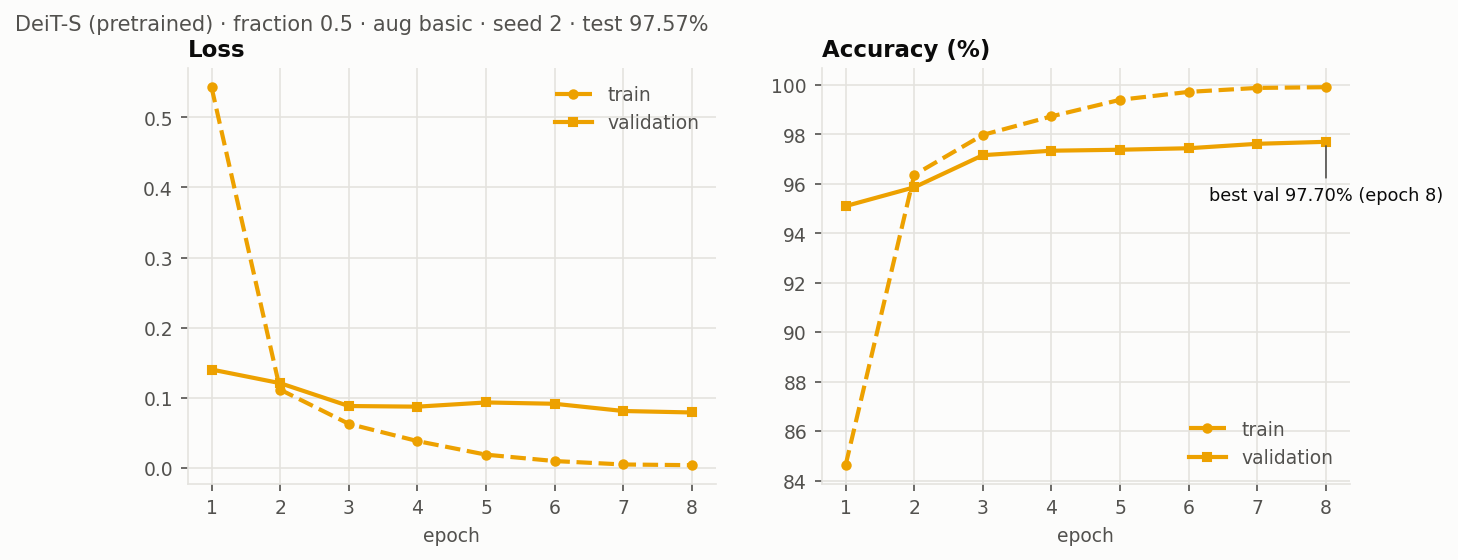 DeiT-S (pretrained) · fraction 0.5 · aug basic · seed 2 · test 97.57%
Loss
train
validation
0.5
0.4
0.3
0.2
0.1
0.0
1 2 3 4 5 6 7 8
epoch
Accuracy (%)
100
98
96
94
92
90
88
86
84
best val 97.70% (epoch 8)
train
validation
1 2 3 4 5 6 7 8
epoch